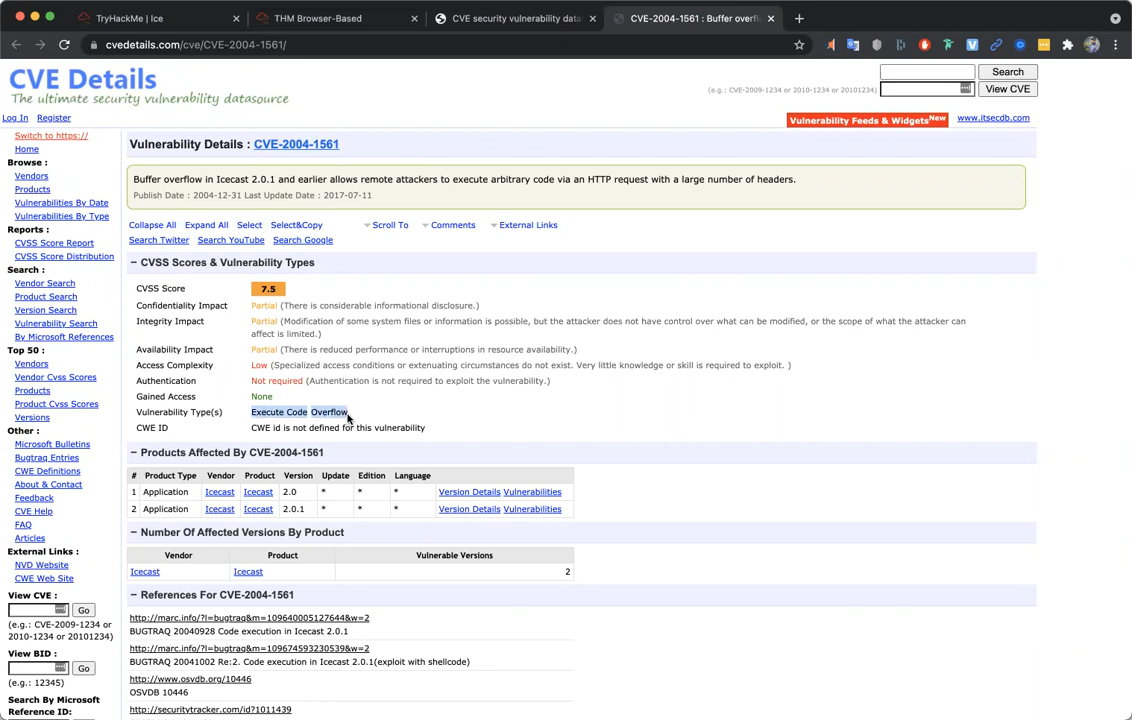 TryHackMe | Ice
THM Browser-Based
CVE security vulnerability data
CVE-2004-1561 : Buffer overfl
cvedetails.com/cve/CVE-2004-1561/
CVE Details
The ultimate security vulnerability datasource
Search
(e.g.: CVE-2009-1234 or 2010-1234 or 20101234)
View CVE
Log In Register
Vulnerability Feeds & WidgetsNew
www.itsecdb.com
Switch to https://
Home
Browse :
Vendors
Products
Vulnerabilities By Date
Vulnerabilities By Type
Reports :
CVSS Score Report
CVSS Score Distribution
Search :
Vendor Search
Product Search
Version Search
Vulnerability Search
By Microsoft References
Top 50 :
Vendors
Vendor Cvss Scores
Products
Product Cvss Scores
Versions
Other :
Microsoft Bulletins
Bugtraq Entries
CWE Definitions
About & Contact
Feedback
CVE Help
FAQ
Articles
External Links :
NVD Website
CWE Web Site
View CVE :
Go
(e.g.: CVE-2009-1234 or
2010-1234 or 20101234)
View BID :
Go
(e.g.: 12345)
Search By Microsoft
Reference ID:
Vulnerability Details : CVE-2004-1561
Buffer overflow in Icecast 2.0.1 and earlier allows remote attackers to execute arbitrary code via an HTTP request with a large number of headers.
Publish Date : 2004-12-31 Last Update Date : 2017-07-11
Collapse All Expand All Select Select&Copy Scroll To Comments External Links
Search Twitter Search YouTube Search Google
− CVSS Scores & Vulnerability Types
CVSS Score 7.5
Confidentiality Impact Partial (There is considerable informational disclosure.)
Integrity Impact Partial (Modification of some system files or information is possible, but the attacker does not have control over what can be modified, or the scope of what the attacker can
affect is limited.)
Availability Impact Partial (There is reduced performance or interruptions in resource availability.)
Access Complexity Low (Specialized access conditions or extenuating circumstances do not exist. Very little knowledge or skill is required to exploit. )
Authentication Not required (Authentication is not required to exploit the vulnerability.)
Gained Access None
Vulnerability Type(s) Execute Code Overflow
CWE ID CWE id is not defined for this vulnerability
− Products Affected By CVE-2004-1561
# Product Type Vendor Product Version Update Edition Language
1 Application Icecast Icecast 2.0 * * * Version Details Vulnerabilities
2 Application Icecast Icecast 2.0.1 * * * Version Details Vulnerabilities
− Number Of Affected Versions By Product
Vendor Product Vulnerable Versions
Icecast Icecast 2
− References For CVE-2004-1561
http://marc.info/?l=bugtraq&m=109640005127644&w=2
BUGTRAQ 20040928 Code execution in Icecast 2.0.1
http://marc.info/?l=bugtraq&m=109674593230539&w=2
BUGTRAQ 20041002 Re:2. Code execution in Icecast 2.0.1(exploit with shellcode)
http://www.osvdb.org/10446
OSVDB 10446
http://securitytracker.com/id?1011439